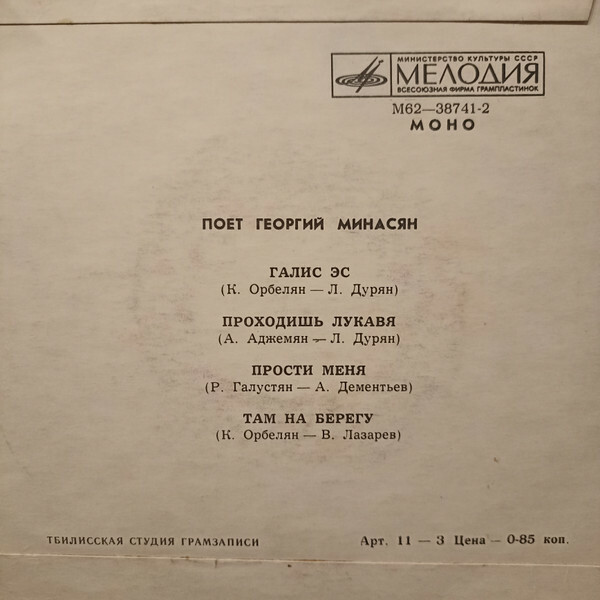 МИНИСТЕРСТВО КУЛЬТУРЫ СССР
МЕЛОДИЯ
ВСЕСОЮЗНАЯ ФИРМА ГРАМПЛАСТИНОК
М62—38741-2
МОНО
ПОЕТ ГЕОРГИЙ МИНАСЯН
ГАЛИС ЭС
(К. Орбелян — Л. Дурян)
ПРОХОДИШЬ ЛУКАВЯ
(А. Аджемян — Л. Дурян)
ПРОСТИ МЕНЯ
(Р. Галустян — А. Дементьев)
ТАМ НА БЕРЕГУ
(К. Орбелян — В. Лазарев)
ТБИЛИССКАЯ СТУДИЯ ГРАМЗАПИСИ
Арт. 11 — 3 Цена — 0-85 коп.